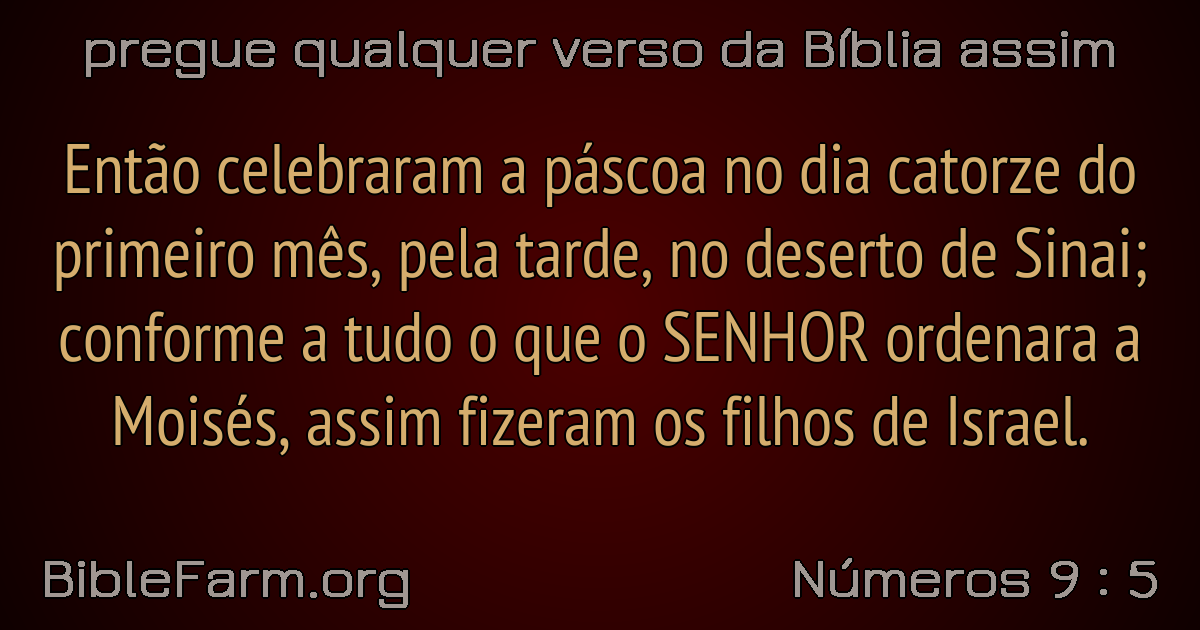 pregue qualquer verso da Bíblia assim
Então celebraram a páscoa no dia catorze do
primeiro mês, pela tarde, no deserto de Sinai;
conforme a tudo o que o SENHOR ordenara a
Moisés, assim fizeram os filhos de Israel.
BibleFarm.org
Números 9 : 5